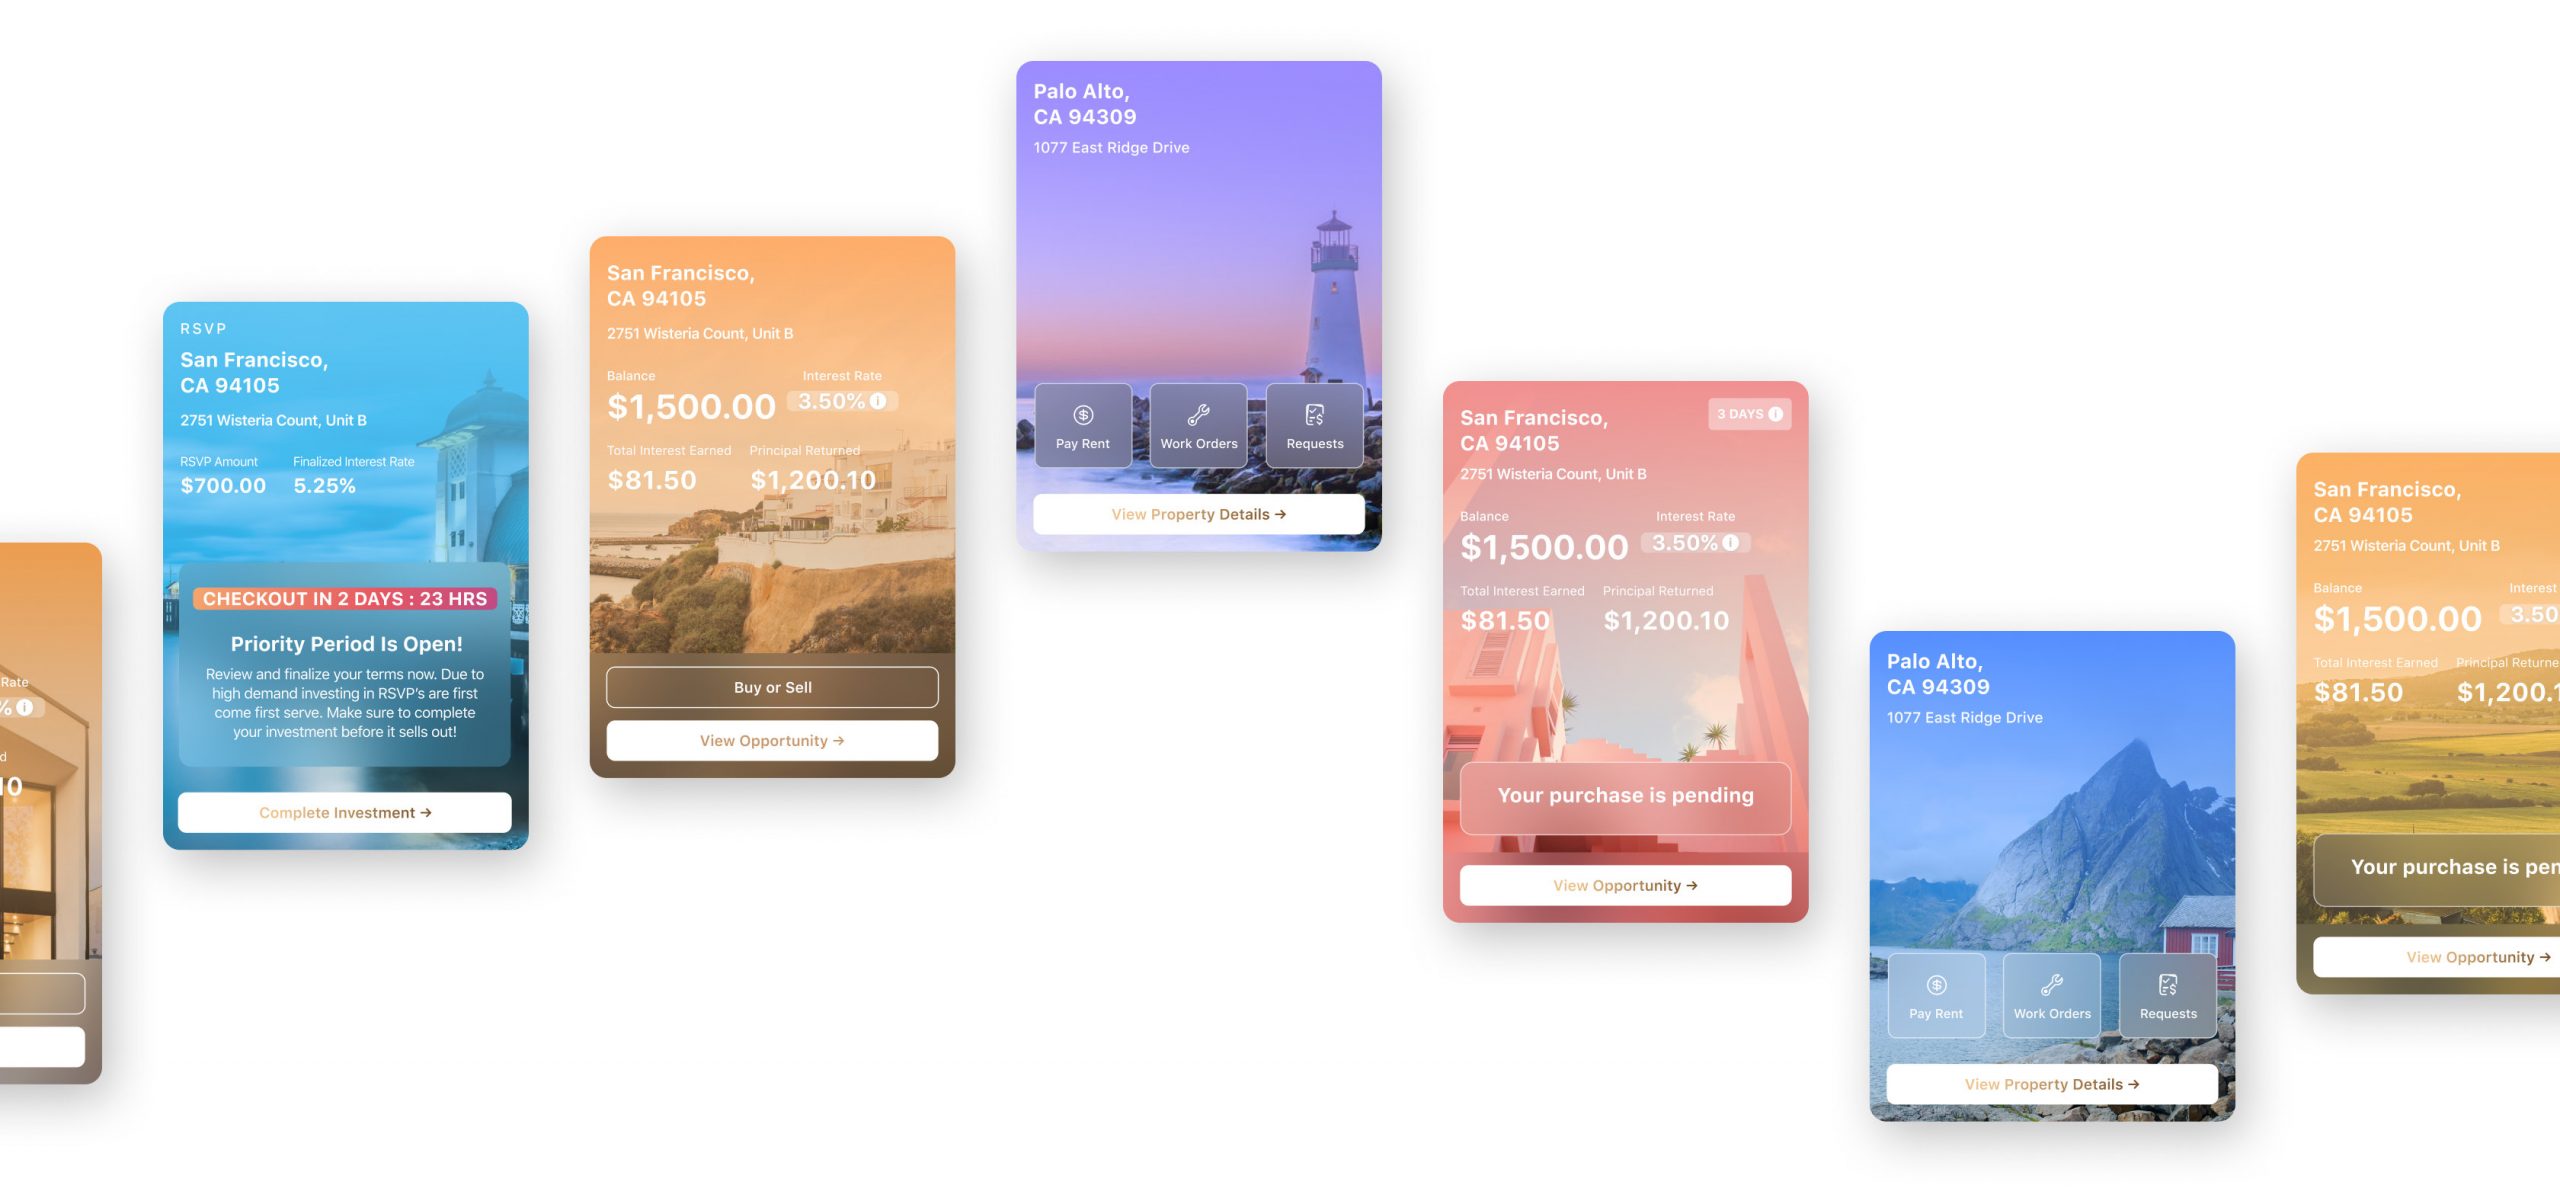 Rate
%
10
RSVP
San Francisco,
CA 94105
2751 Wisteria Count, Unit B
RSVP Amount
Finalized Interest Rate
$700.00
5.25%
CHECKOUT IN 2 DAYS : 23 HRS
Priority Period Is Open!
Review and finalize your terms now. Due to
high demand investing in RSVP's are first
come first serve. Make sure to complete
your investment before it sells out!
Complete Investment →
San Francisco,
CA 94105
2751 Wisteria Count, Unit B
Balance
Interest Rate
$1,500.00
3.50%
Total Interest Earned
Principal Returned
$81.50
$1,200.10
Buy or Sell
View Opportunity →
Palo Alto,
CA 94309
1077 East Ridge Drive
Pay Rent
Work Orders
Requests
View Property Details →
San Francisco,
CA 94105
3 DAYS
2751 Wisteria Count, Unit B
Balance
Interest Rate
$1,500.00
3.50%
Total Interest Earned
Principal Returned
$81.50
$1,200.10
Your purchase is pending
View Opportunity →
Palo Alto,
CA 94309
1077 East Ridge Drive
Pay Rent
Work Orders
Requests
View Property Details →
San Francisco,
CA 94105
2751 Wisteria Count, Unit B
Balance
Interest
$1,500.00
3.50
Total Interest Earned
Principal Returne
$81.50
$1,200.1
Your purchase is pen
View Opportunity →